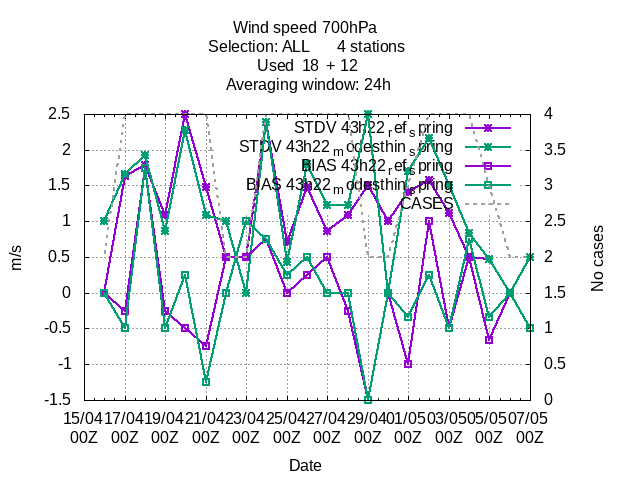 Wind speed 700hPa
Selection: ALL 4 stations
Used 18 + 12
Averaging window: 24h
STDV 43h22refspring
STDV 43h22modesthinspring
BIAS 43h22refspring
BIAS 43h22modesthinspring
CASES
2.5
2
1.5
1
0.5
0
-0.5
-1
-1.5
4
3.5
3
2.5
2
1.5
1
0.5
0
m/s
No cases
15/04 17/04 19/04 21/04 23/04 25/04 27/04 29/04 01/05 03/05 05/05 07/05
00Z 00Z 00Z 00Z 00Z 00Z 00Z 00Z 00Z 00Z 00Z 00Z
Date